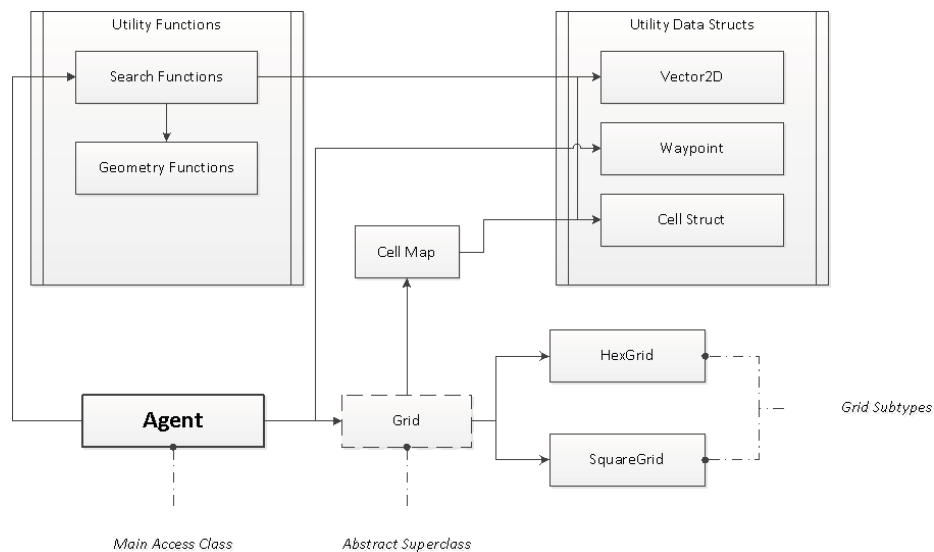 Utility Functions
Utility Data Structs
Search Functions
Vector2D
Geometry Functions
Waypoint
Cell Struct
Cell Map
HexGrid
Agent
Grid
Grid Subtypes
SquareGrid
Main Access Class
Abstract Superclass